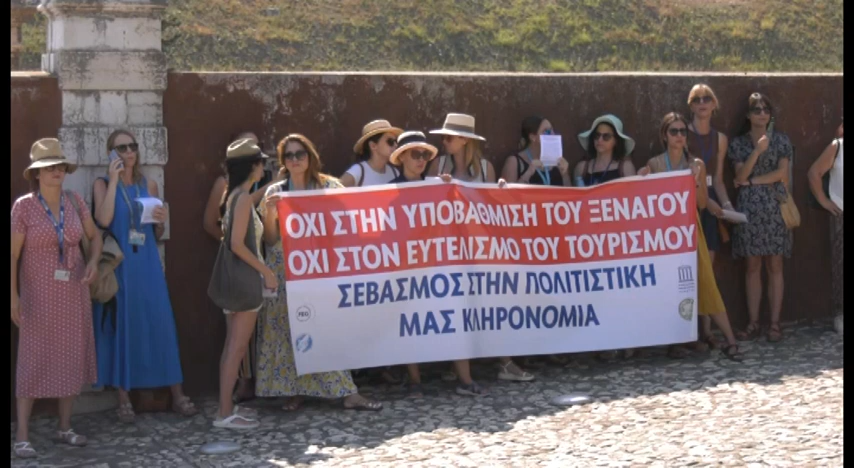 ΟΧΙ ΣΤΗΝ ΥΠΟΒΑΘΜΙΣΗ ΤΟΥ ΞΕΝΑΓΟΥ
ΟΧΙ ΣΤΟΝ ΕΥΤΕΛΙΣΜΟ ΤΟΥ ΤΟΥΡΙΣΜΟΥ
ΣΕΒΑΣΜΟΣ ΣΤΗΝ ΠΟΛΙΤΙΣΤΙΚΗ
ΜΑΣ ΚΛΗΡΟΝΟΜΙΑ